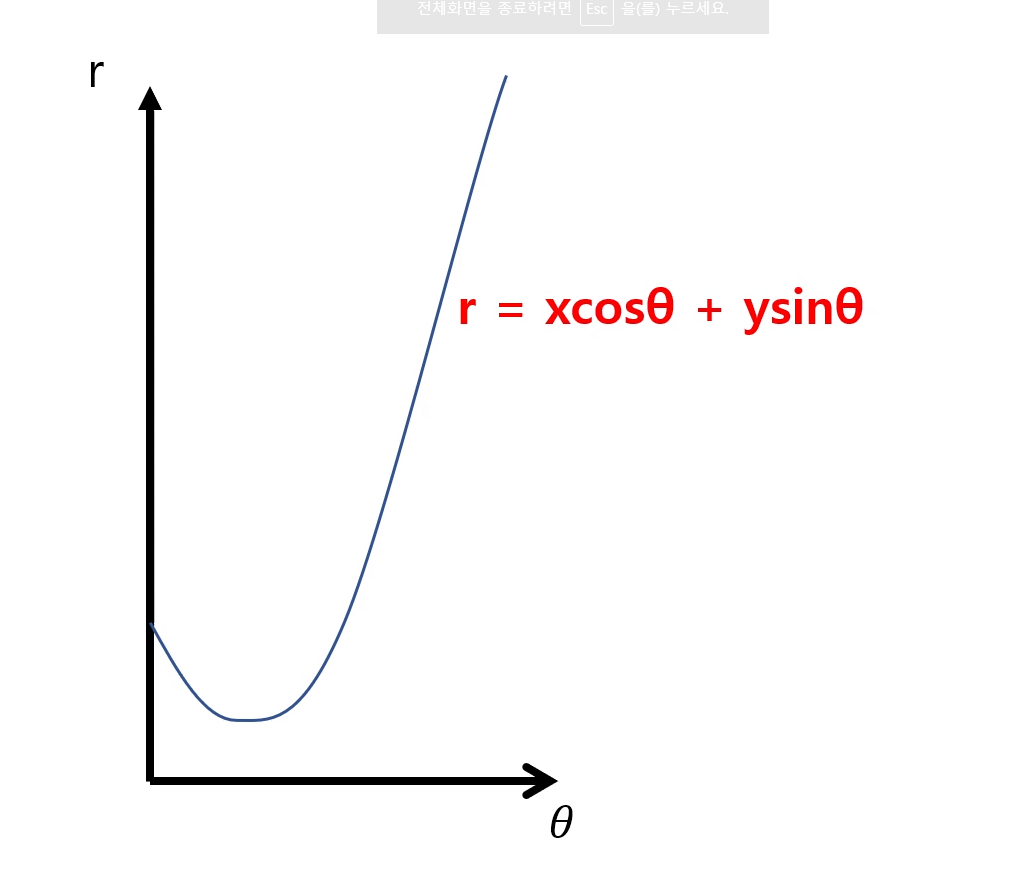 전체화면을 종료하려면 Esc 을(를) 누르세요.
r
r = xcosθ + ysinθ
θ